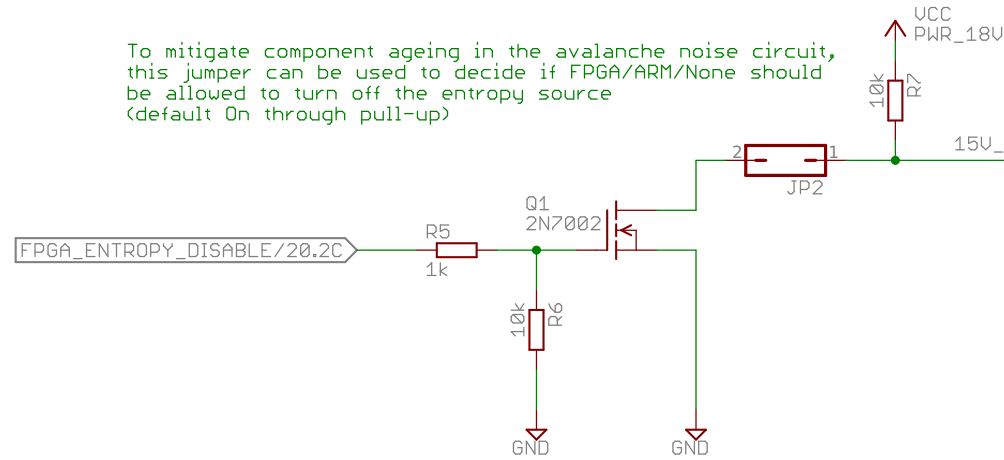 VCC
PWR_18V
To mitigate component ageing in the avalanche noise circuit,
this jumper can be used to decide if FPGA/ARM/None should
be allowed to turn off the entropy source
(default On through pull-up)
10k
R7
15V_
2
1
JP2
Q1
2N7002
R5
FPGA_ENTROPY_DISABLE/20.2C
1k
10k
R6
GND
GND